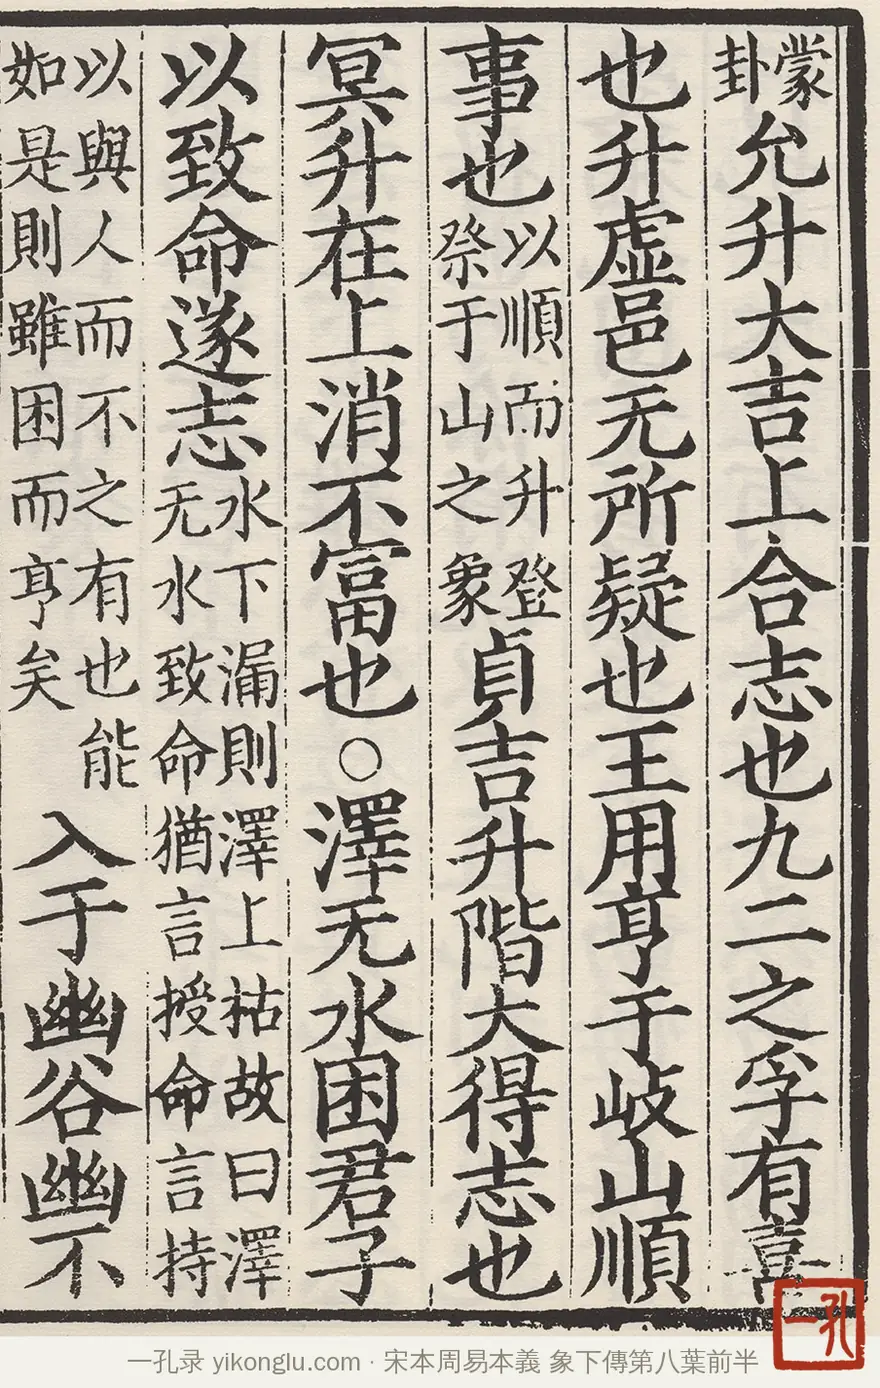 蒙卦允升大吉上合志也九二之孚有喜
也升虛邑无所疑也王用亨于岐山順
事也以順而升登祭于山之象貞吉升階大得志也
冥升在上消不富也○澤无水困君子
以致命遂志水下漏則澤上枯故曰澤无水致命猶言授命言持
以與人而不之有也能如是則雖困而亨矣入于幽谷幽不
一孔
一孔录 yikonglu.com · 宋本周易本義 象下傳第八葉前半